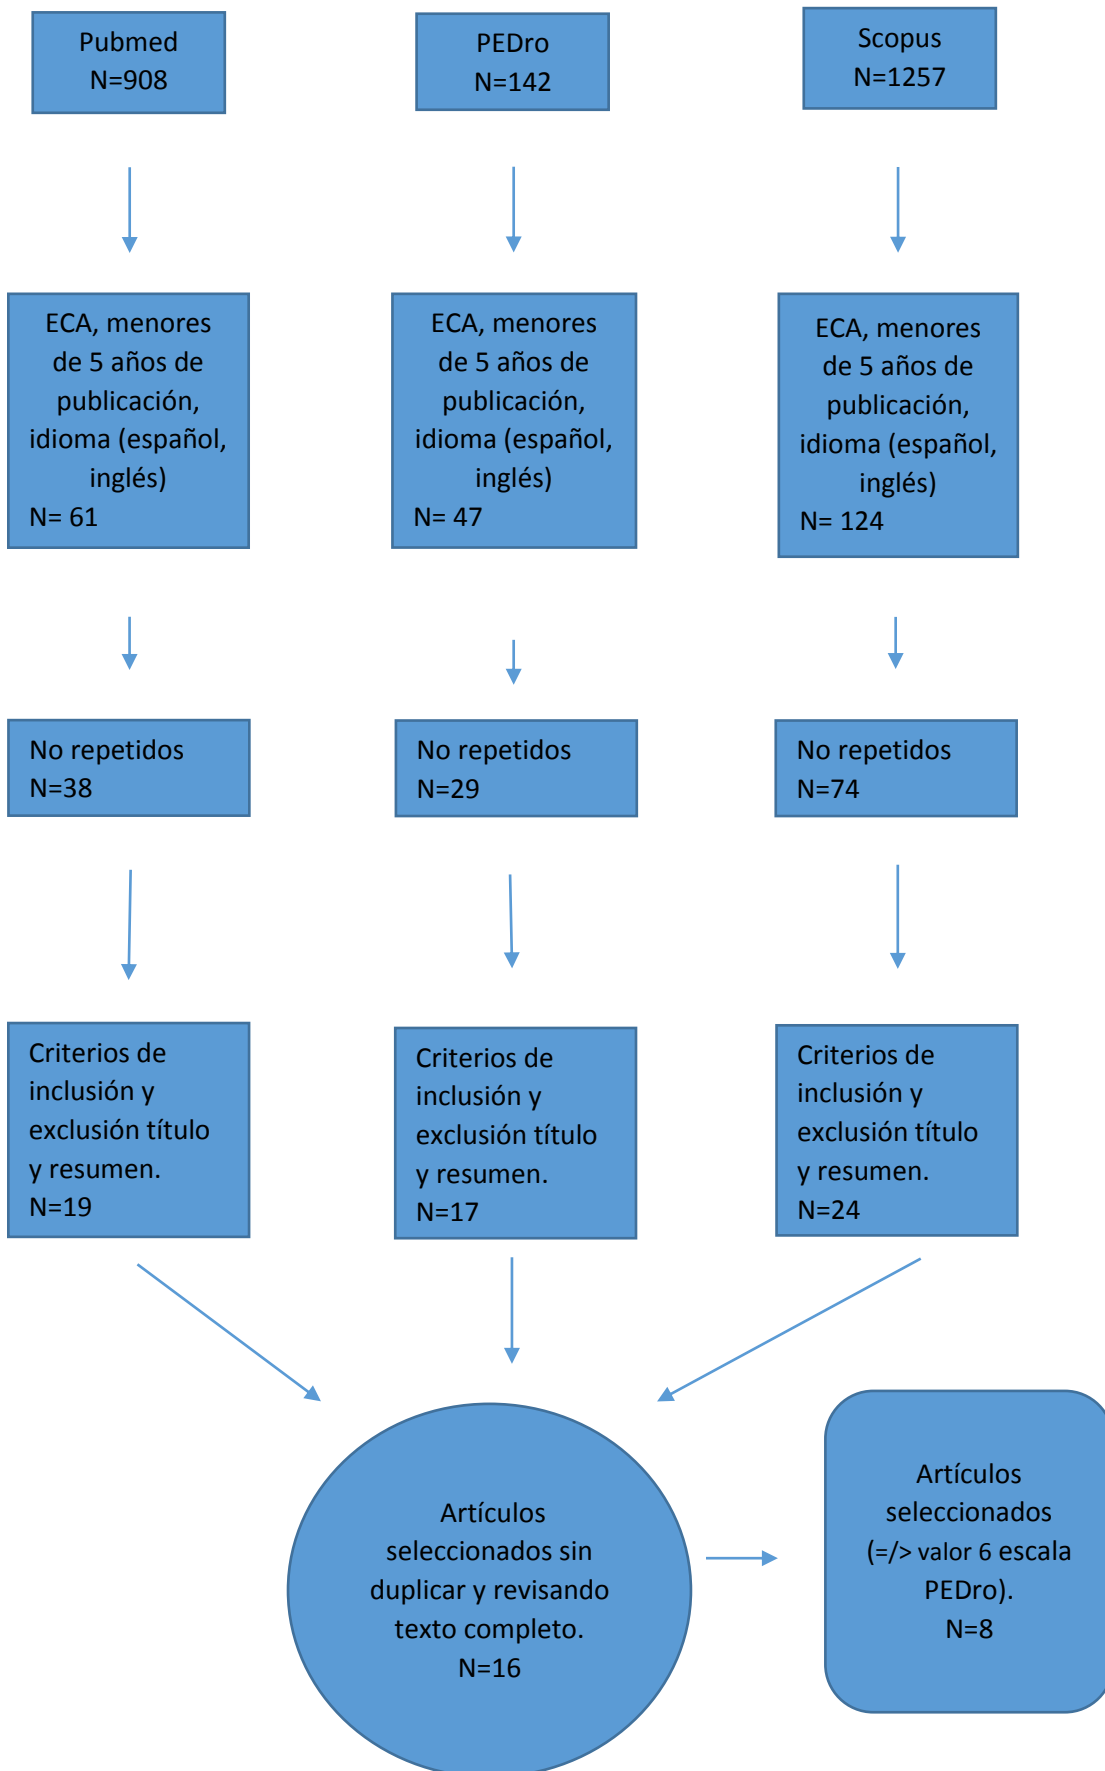 Pubmed
N=908
PEDro
N=142
Scopus
N=1257
ECA, menores
de 5 años de
publicación,
idioma (español,
inglés)
N= 61
ECA, menores
de 5 años de
publicación,
idioma (español,
inglés)
N= 47
ECA, menores
de 5 años de
publicación,
idioma (español,
inglés)
N= 124
No repetidos
N=38
No repetidos
N=29
No repetidos
N=74
Criterios de
inclusión y
exclusión título
y resumen.
N=19
Criterios de
inclusión y
exclusión título
y resumen.
N=17
Criterios de
inclusión y
exclusión título
y resumen.
N=24
Artículos
seleccionados sin
duplicar y revisando
texto completo.
N=16
Artículos
seleccionados
(=/> valor 6 escala
PEDro).
N=8